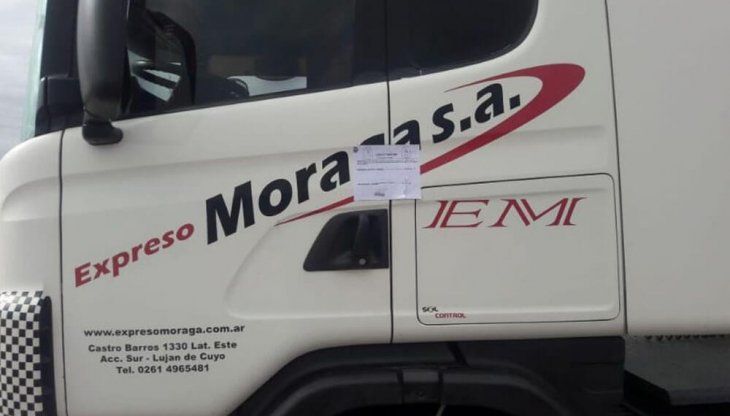 Expreso Moraga s.a.
EM
SOL
CONTROL
www.expresomoraga.com.ar
Castro Barros 1330 Lat. Este
Acc. Sur - Lujan de Cuyo
Tel. 0261 4965481